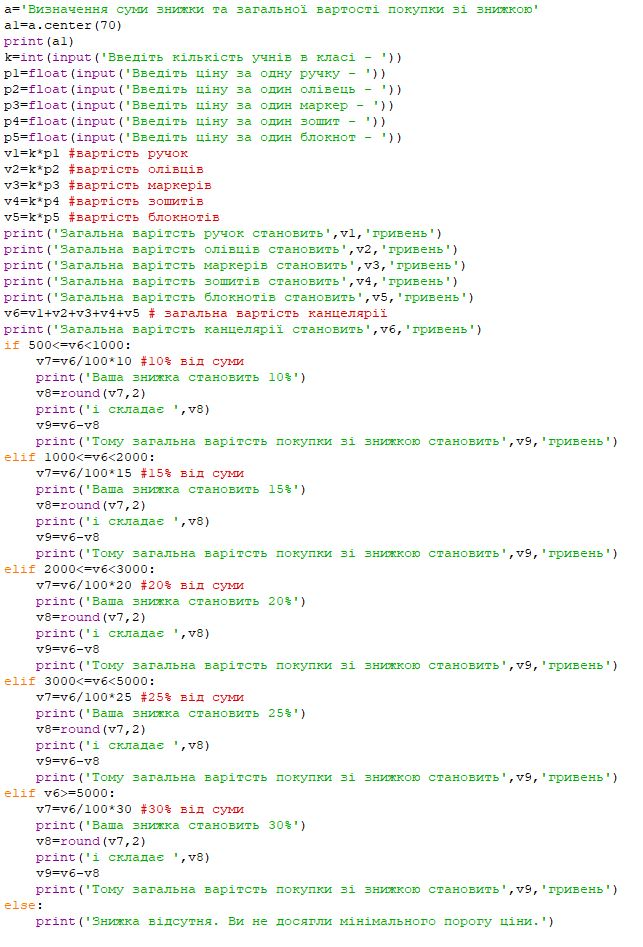 a='Визначення суми знижки та загальної вартості покупки зі знижкою'
a1=a.center(70)
print(a1)
k=int(input('Введіть кількість учнів в класі - '))
p1=float(input('Введіть ціну за одну ручку - '))
p2=float(input('Введіть ціну за один олівець - '))
p3=float(input('Введіть ціну за один маркер - '))
p4=float(input('Введіть ціну за один зошит - '))
p5=float(input('Введіть ціну за один блокнот - '))
v1=k*p1 #вартість ручок
v2=k*p2 #вартість олівців
v3=k*p3 #вартість маркерів
v4=k*p4 #вартість зошитів
v5=k*p5 #вартість блокнотів
print('Загальна варітсть ручок становить',v1,'гривень')
print('Загальна варітсть олівців становить',v2,'гривень')
print('Загальна варітсть маркерів становить',v3,'гривень')
print('Загальна варітсть зошитів становить',v4,'гривень')
print('Загальна варітсть блокнотів становить',v5,'гривень')
v6=v1+v2+v3+v4+v5 # загальна вартість канцелярії
print('Загальна варітсть канцелярії становить',v6,'гривень')
if 500<=v6<1000:
    v7=v6/100*10 #10% від суми
    print('Ваша знижка становить 10%')
    v8=round(v7,2)
    print('і складає ',v8)
    v9=v6-v8
    print('Тому загальна варітсть покупки зі знижкою становить',v9,'гривень')
elif 1000<=v6<2000:
    v7=v6/100*15 #15% від суми
    print('Ваша знижка становить 15%')
    v8=round(v7,2)
    print('і складає ',v8)
    v9=v6-v8
    print('Тому загальна варітсть покупки зі знижкою становить',v9,'гривень')
elif 2000<=v6<3000:
    v7=v6/100*20 #20% від суми
    print('Ваша знижка становить 20%')
    v8=round(v7,2)
    print('і складає ',v8)
    v9=v6-v8
    print('Тому загальна варітсть покупки зі знижкою становить',v9,'гривень')
elif 3000<=v6<5000:
    v7=v6/100*25 #25% від суми
    print('Ваша знижка становить 25%')
    v8=round(v7,2)
    print('і складає ',v8)
    v9=v6-v8
    print('Тому загальна варітсть покупки зі знижкою становить',v9,'гривень')
elif v6>=5000:
    v7=v6/100*30 #30% від суми
    print('Ваша знижка становить 30%')
    v8=round(v7,2)
    print('і складає ',v8)
    v9=v6-v8
    print('Тому загальна варітсть покупки зі знижкою становить',v9,'гривень')
else:
    print('Знижка відсутня. Ви не досягли мінімального порогу ціни.')